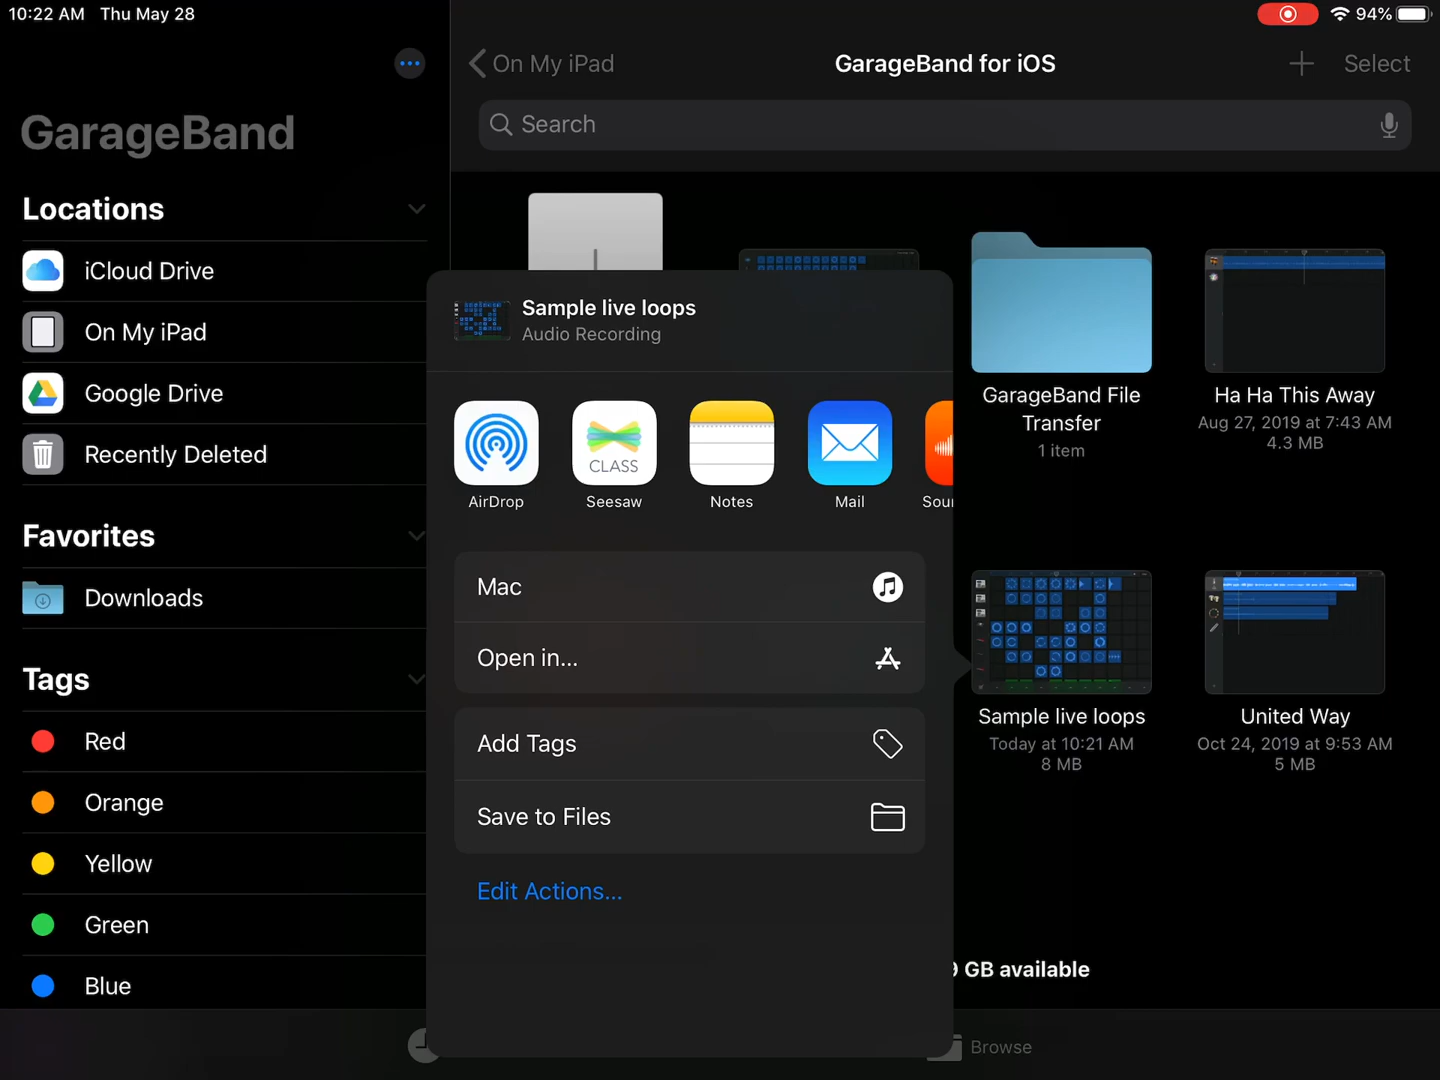 10:22 AM Thu May 28
94%
GarageBand
Locations
iCloud Drive
On My iPad
Google Drive
Recently Deleted
Favorites
Downloads
Tags
Red
Orange
Yellow
Green
Blue
On My iPad
GarageBand for iOS
Select
Search
Sample live loops
Audio Recording
CLASS
AirDrop
Seesaw
Notes
Mail
Soun
Mac
Open in...
Add Tags
Save to Files
Edit Actions...
GarageBand File
Transfer
1 item
Ha Ha This Away
Aug 27, 2019 at 7:43 AM
4.3 MB
Sample live loops
Today at 10:21 AM
8 MB
United Way
Oct 24, 2019 at 9:53 AM
5 MB
GB available
Browse